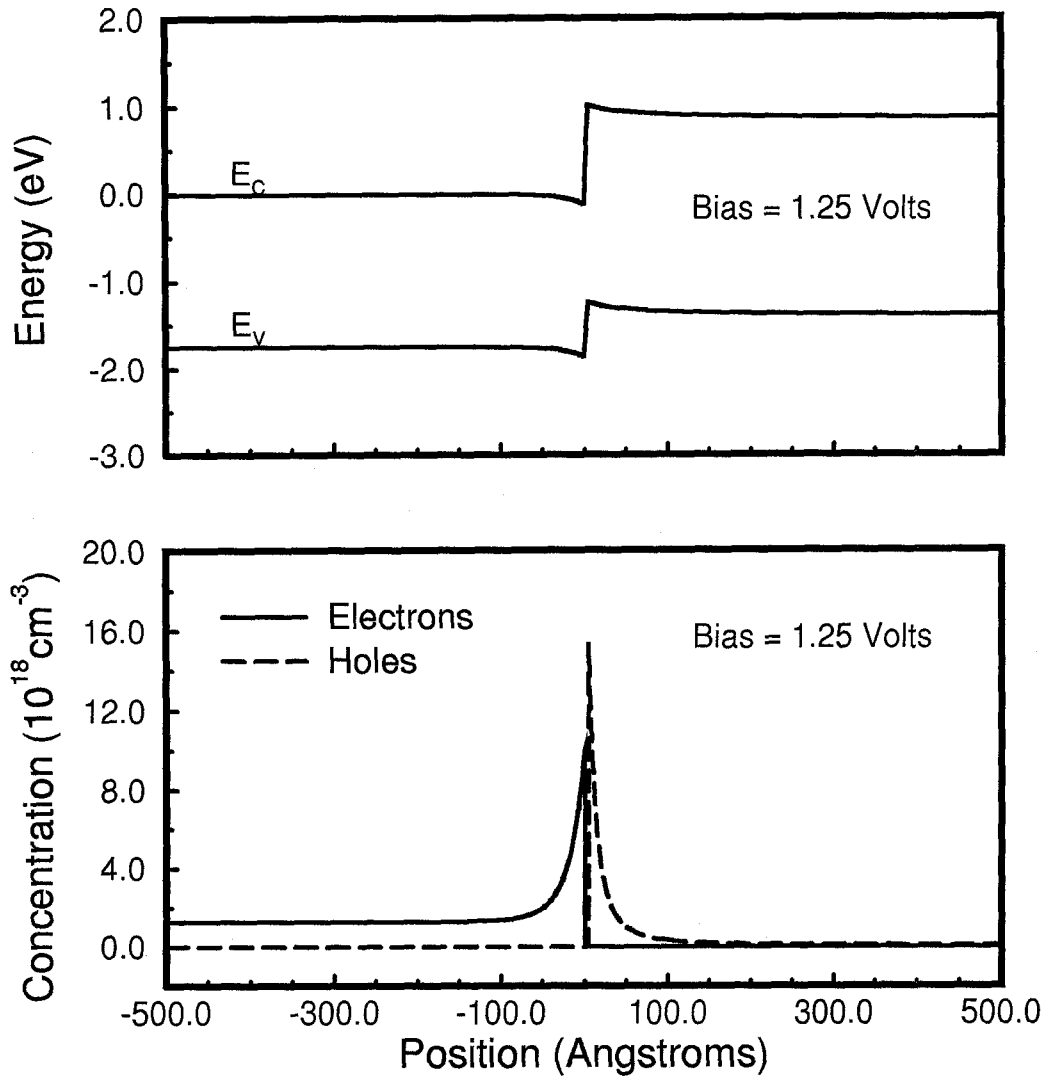 2.0
1.0
0.0
-1.0
-2.0
-3.0
Energy (eV)
E_C
E_V
Bias = 1.25 Volts
20.0
16.0
12.0
8.0
4.0
0.0
Concentration (10^18 cm^-3)
Electrons
Holes
Bias = 1.25 Volts
-500.0 -300.0 -100.0 100.0 300.0 500.0
Position (Angstroms)